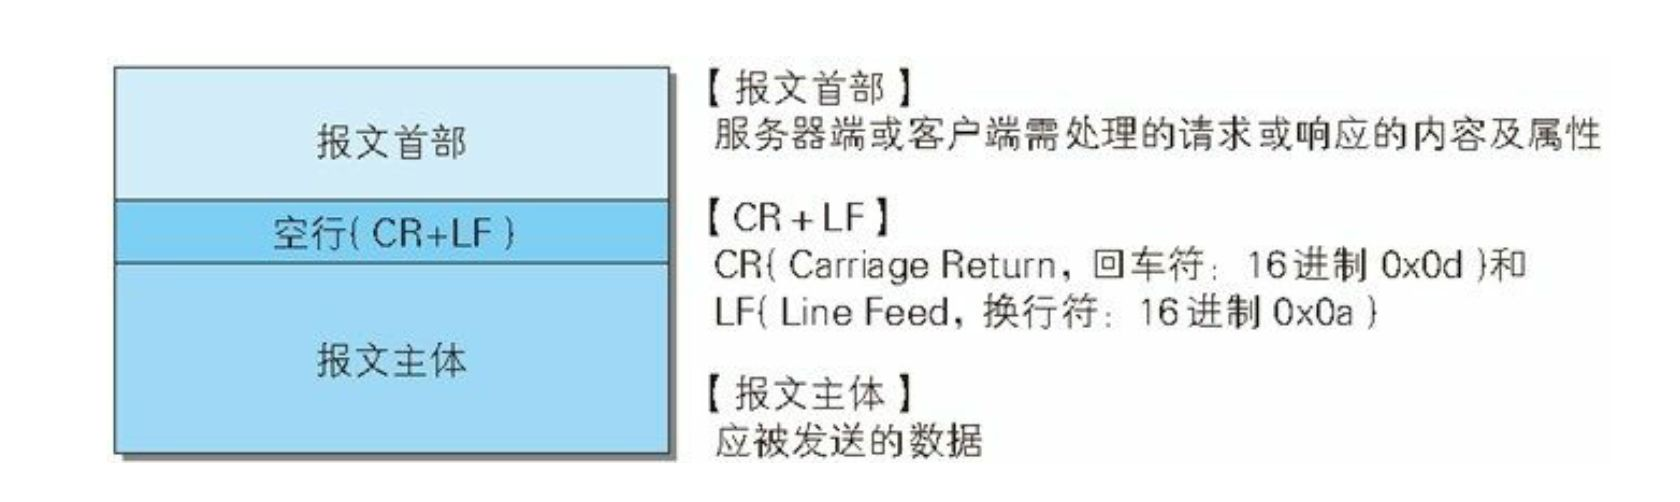 报文首部
空行(CR+LF)
报文主体
【报文首部】
服务器端或客户端需处理的请求或响应的内容及属性
【CR+LF】
CR(Carriage Return，回车符：16进制 0x0d)和
LF(Line Feed，换行符：16进制 0x0a)
【报文主体】
应被发送的数据